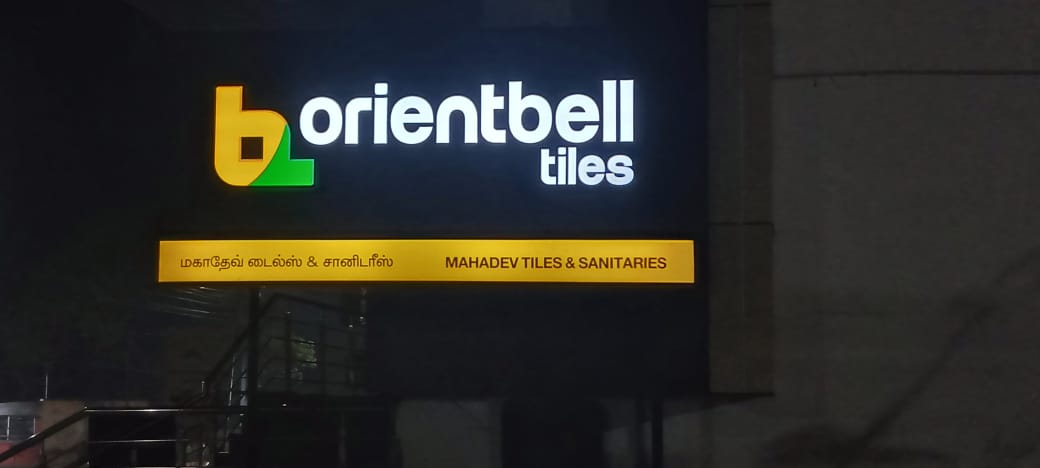 orientbell
tiles
மகாதேவ் டைல்ஸ் & சானிடரீஸ் MAHADEV TILES & SANITARIES